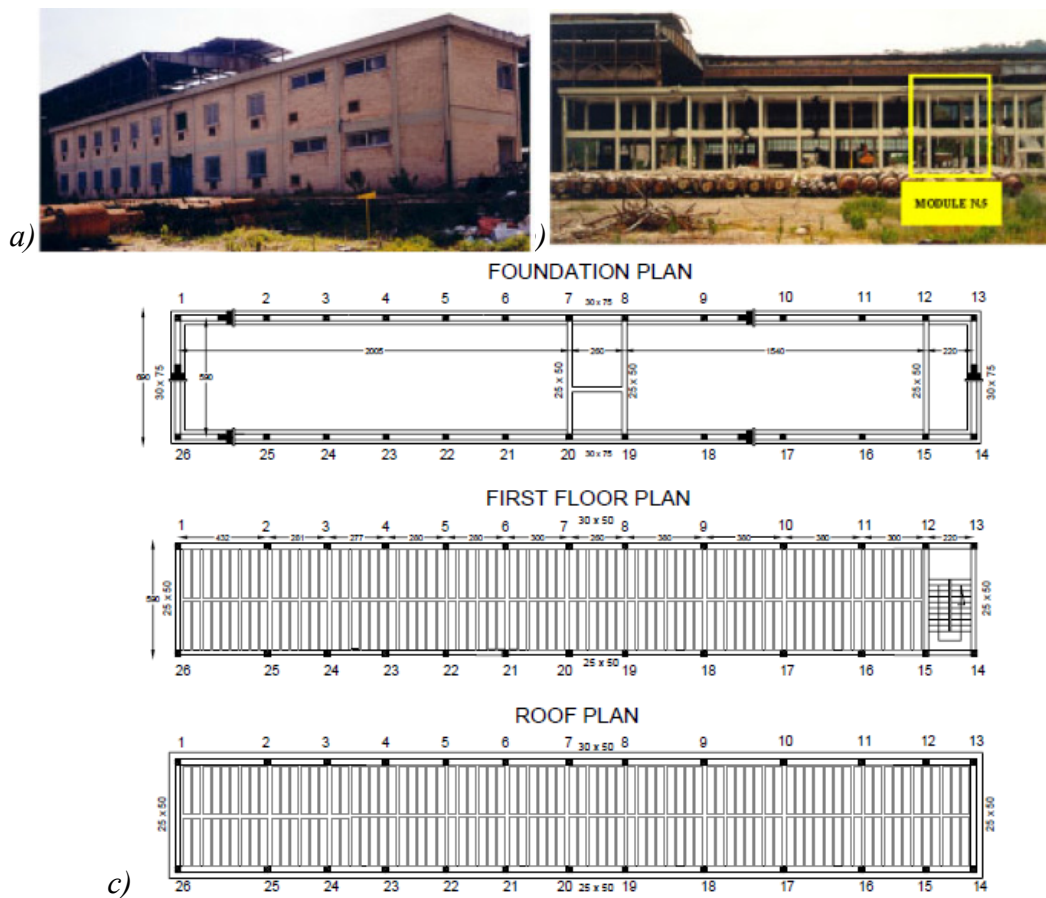 a)
)
MODULE N.5
FOUNDATION PLAN
1 2 3 4 5 6 7 30 x 75 8 9 10 11 12 13
2005 260 1540 220
690 30 x 75 590 25 x 50 25 x 50 25 x 50 30 x 75
26 25 24 23 22 21 20 30 x 75 19 18 17 16 15 14
FIRST FLOOR PLAN
1 2 3 4 5 6 7 30 x 50 8 9 10 11 12 13
432 281 277 280 280 300 260 380 380 380 300 220
590 25 x 50 25 x 50
26 25 24 23 22 21 20 25 x 50 19 18 17 16 15 14
ROOF PLAN
1 2 3 4 5 6 7 30 x 50 8 9 10 11 12 13
25 x 50 25 x 50
c) 26 25 24 23 22 21 20 25 x 50 19 18 17 16 15 14